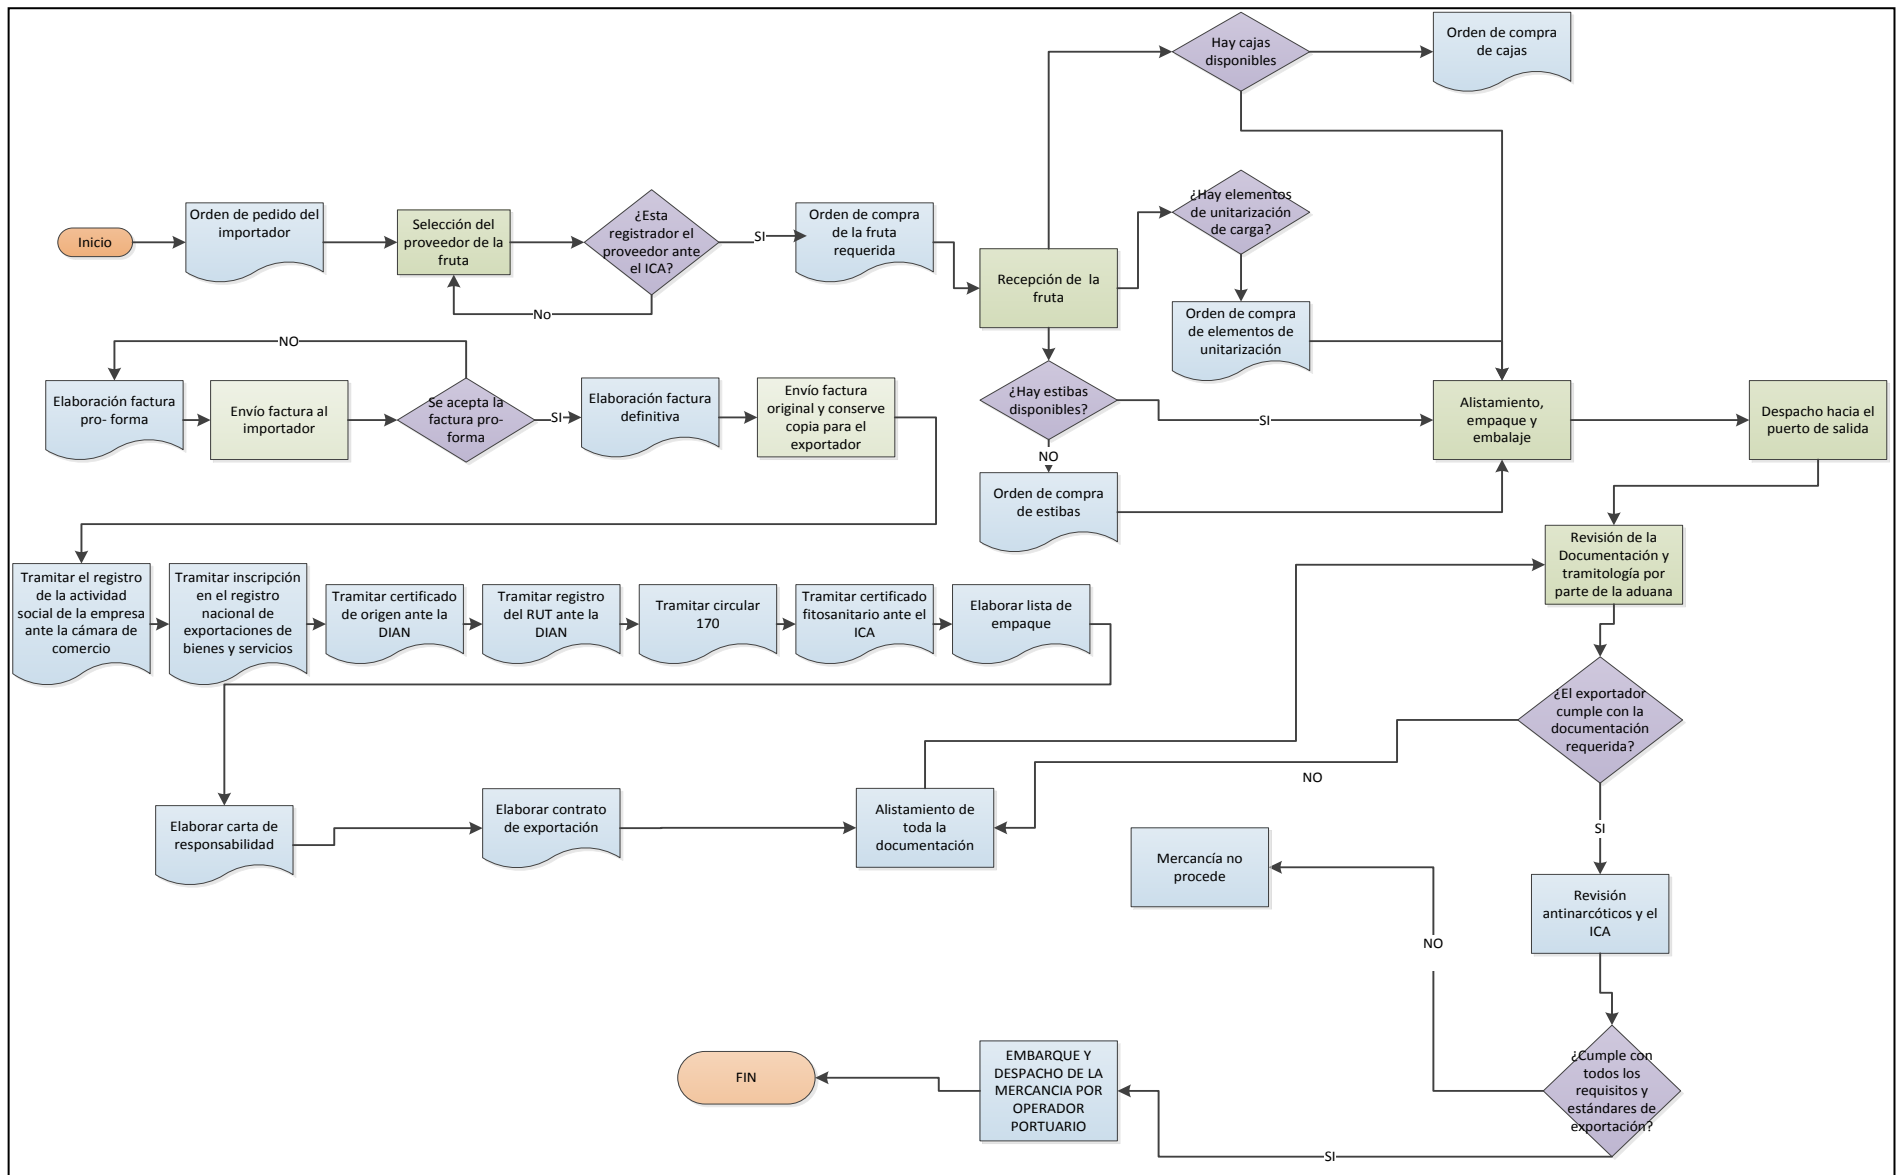 Hay cajas
disponibles
Orden de compra
de cajas
Inicio
Orden de pedido del
importador
Selección del
proveedor de la
fruta
¿Esta
registrador el
proveedor ante
el ICA?
SI
No
Orden de compra
de la fruta
requerida
Recepción de la
fruta
¿Hay elementos
de unitarización
de carga?
Orden de compra
de elementos de
unitarización
¿Hay estibas
disponibles?
SI
NO
Orden de compra
de estibas
Alistamiento,
empaque y
embalaje
Despacho hacia el
puerto de salida
NO
Elaboración factura
pro- forma
Envío factura al
importador
Se acepta la
factura pro-
forma
SI
Elaboración factura
definitiva
Envío factura
original y conserve
copia para el
exportador
Tramitar el registro
de la actividad
social de la empresa
ante la cámara de
comercio
Tramitar inscripción
en el registro
nacional de
exportaciones de
bienes y servicios
Tramitar certificado
de origen ante la
DIAN
Tramitar registro
del RUT ante la
DIAN
Tramitar circular
170
Tramitar certificado
fitosanitario ante el
ICA
Elaborar lista de
empaque
Revisión de la
Documentación y
tramitología por
parte de la aduana
¿El exportador
cumple con la
documentación
requerida?
NO
SI
Elaborar carta de
responsabilidad
Elaborar contrato
de exportación
Alistamiento de
toda la
documentación
Mercancía no
procede
Revisión
antinarcóticos y el
ICA
NO
¿Cumple con
todos los
requisitos y
estándares de
exportación?
SI
EMBARQUE Y
DESPACHO DE LA
MERCANCIA POR
OPERADOR
PORTUARIO
FIN